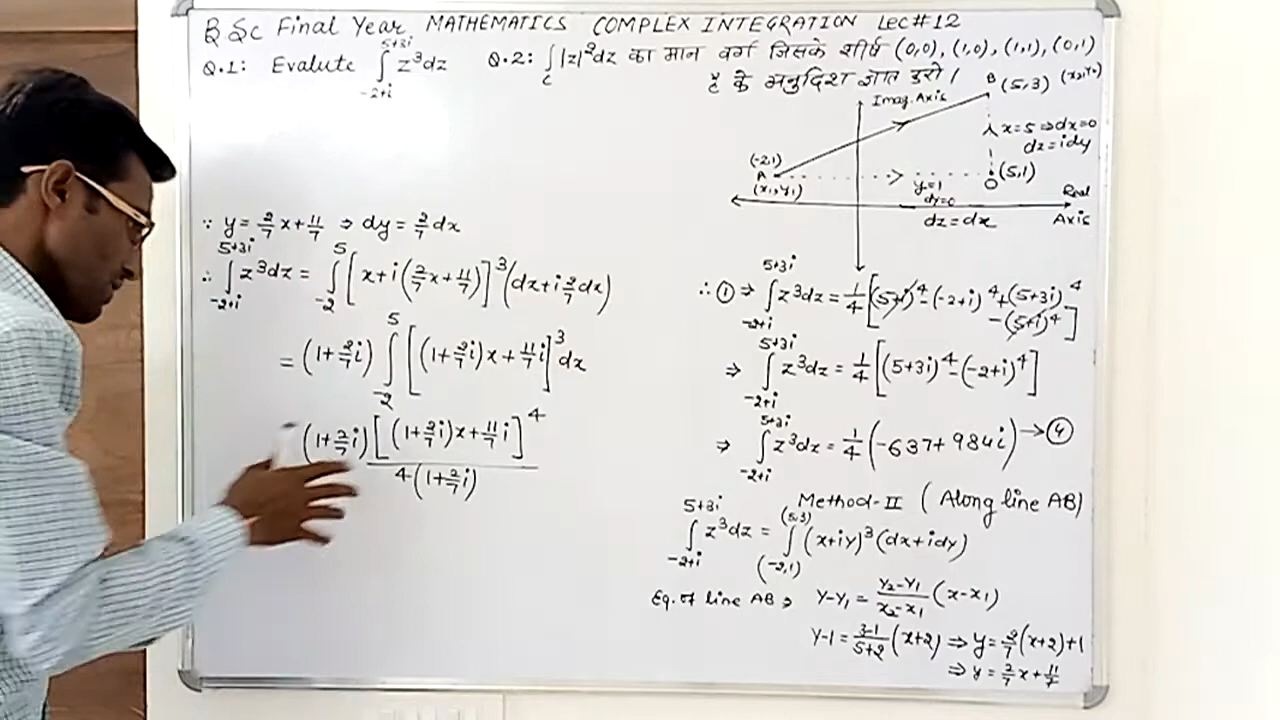 B Sc Final Year MATHEMATICS COMPLEX INTEGRATION Lec#12
Q.1: Evalute ∫_{-2+i}^{5+3i} z³dz
Q.2: ∫_C |z|²dz का मान वर्ग जिसके शीर्ष (0,0), (1,0), (1,1), (0,1)
है के अनुदिश ज्ञात करो।
Imag. Axis
B (5,3) (x₂,y₂)
x=5 ⇒ dx=0
dz=idy
(-2,1)
A
(x₁,y₁)
(5,1)
y=1
dy=0
dz=dx
Real
Axis
∵ y=2/7 x+11/7 ⇒ dy=2/7 dx
∴ ∫_{-2+i}^{5+3i} z³dz = ∫_{-2}^{5} [x+i(2/7 x+11/7)]³(dx+i 2/7 dx)
= (1+2/7 i) ∫_{-2}^{5} [(1+2/7 i)x+11/7 i]³dx
(1+2/7 i) [(1+2/7 i)x+11/7 i]⁴ / 4(1+2/7 i)
∴ ① ⇒ ∫_{-2+i}^{5+3i} z³dz = 1/4 [(5+i)⁴-(-2+i)⁴+(5+3i)⁴
-(5+i)⁴]
⇒ ∫_{-2+i}^{5+3i} z³dz = 1/4 [(5+3i)⁴-(-2+i)⁴]
⇒ ∫_{-2+i}^{5+3i} z³dz = 1/4 (-637+984i) → ④
Method-II (Along line AB)
∫_{-2+i}^{5+3i} z³dz = ∫_{(-2,1)}^{(5,3)} (x+iy)³(dx+idy)
Eq. of line AB ⇒ y-y₁ = (y₂-y₁)/(x₂-x₁) (x-x₁)
y-1 = (3-1)/(5+2) (x+2) ⇒ y=2/7 (x+2)+1
⇒ y=2/7 x+11/7